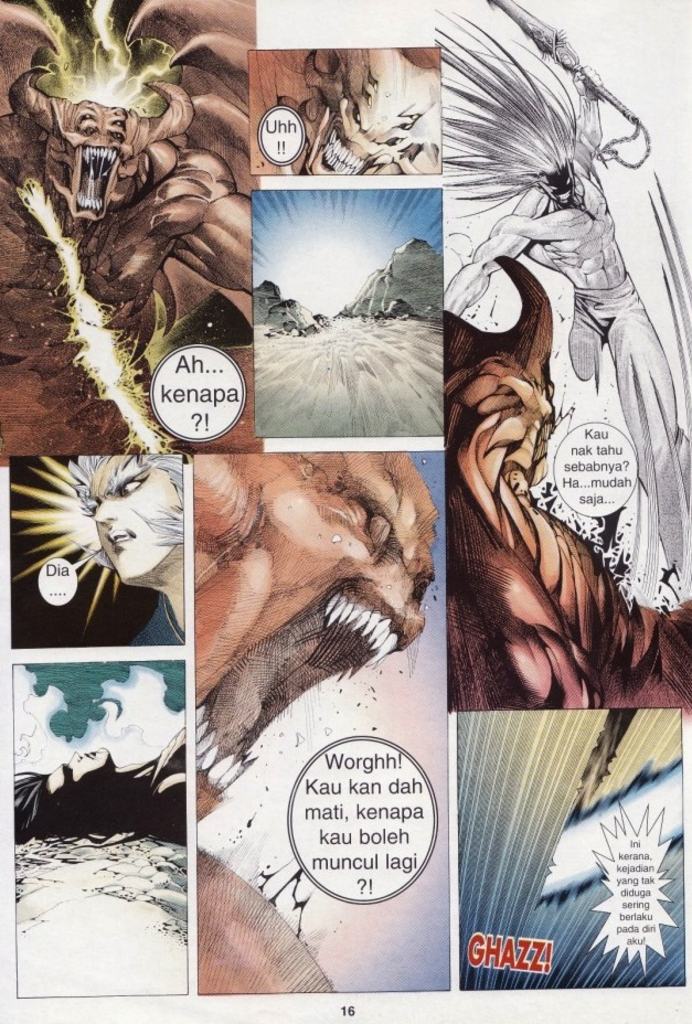 Ah...
kenapa
?!
Uhh
!!
Kau
nak tahu
sebabnya?
Ha...mudah
saja...
Dia
....
Worghh!
Kau kan dah
mati, kenapa
kau boleh
muncul lagi
?!
Ini
kerana,
kejadian
yang tak
diduga
sering
berlaku
pada diri
aku!
GHAZZ!
16